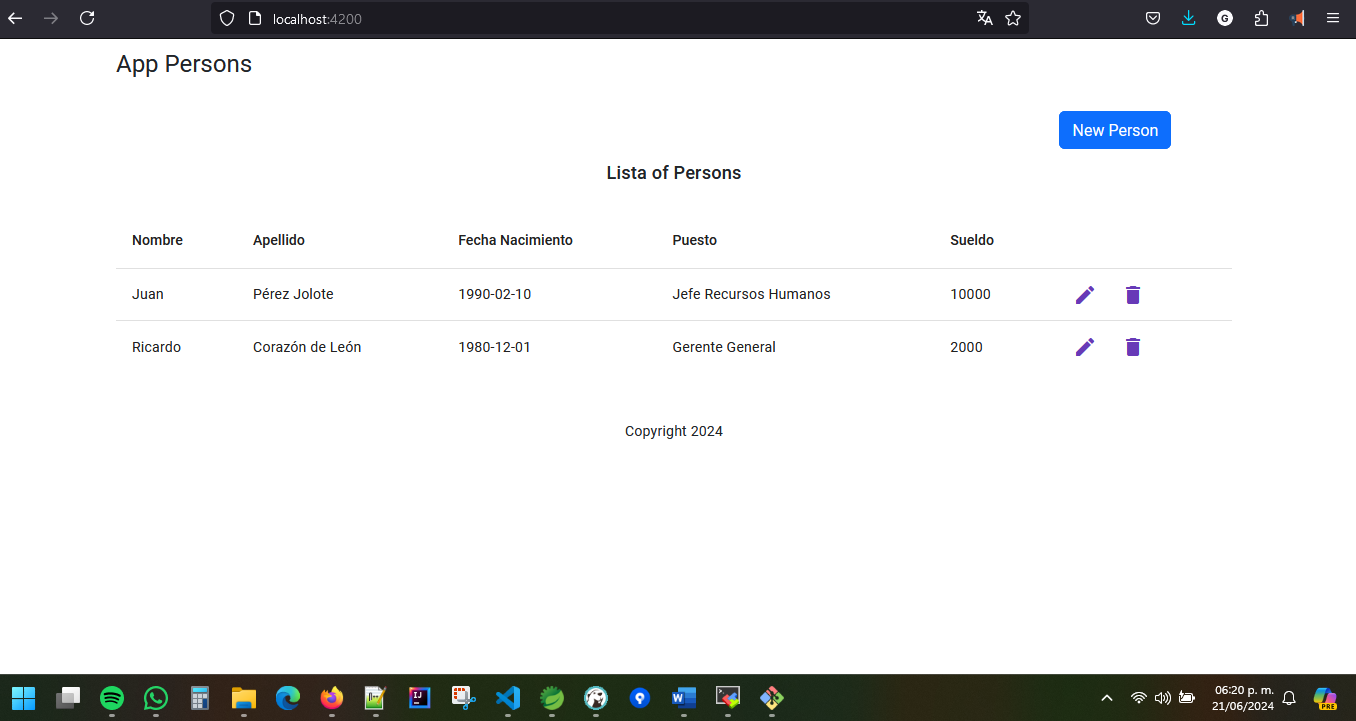 localhost:4200
App Persons
New Person
Lista of Persons
Nombre Apellido Fecha Nacimiento Puesto Sueldo
Juan Pérez Jolote 1990-02-10 Jefe Recursos Humanos 10000
Ricardo Corazón de León 1980-12-01 Gerente General 2000
Copyright 2024
06:20 p. m.
21/06/2024
PRE